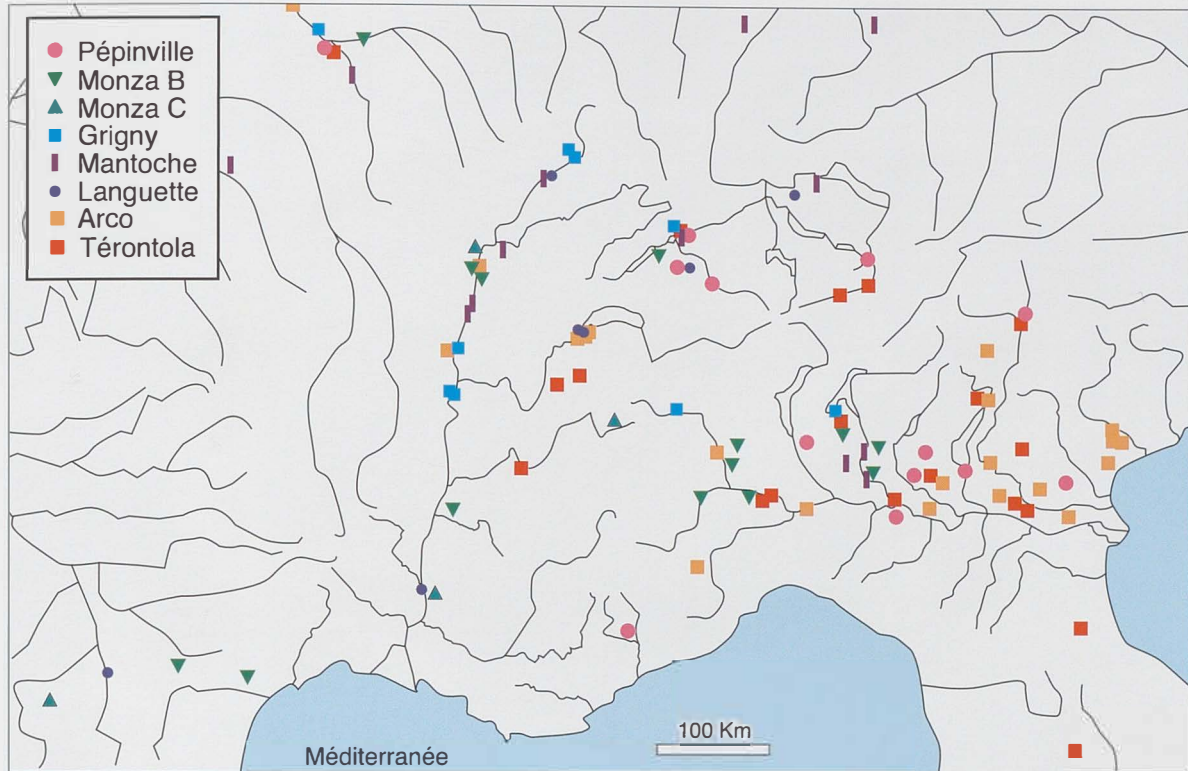 Pépinville
Monza B
Monza C
Grigny
Mantoche
Languette
Arco
Térontola
100 Km
Méditerranée